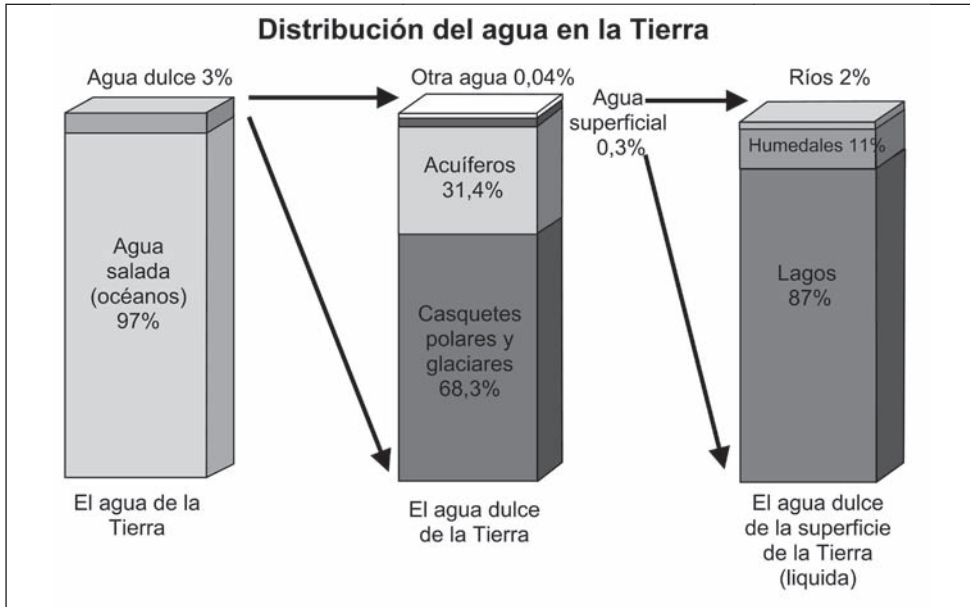 Distribución del agua en la Tierra
Agua dulce 3%
Agua
salada
(océanos)
97%
El agua de la
Tierra
Otra agua 0,04%
Acuíferos
31,4%
Casquetes
polares y
glaciares
68,3%
El agua dulce
de la Tierra
Agua
superficial
0,3%
Ríos 2%
Humedales 11%
Lagos
87%
El agua dulce
de la superficie
de la Tierra
(liquida)